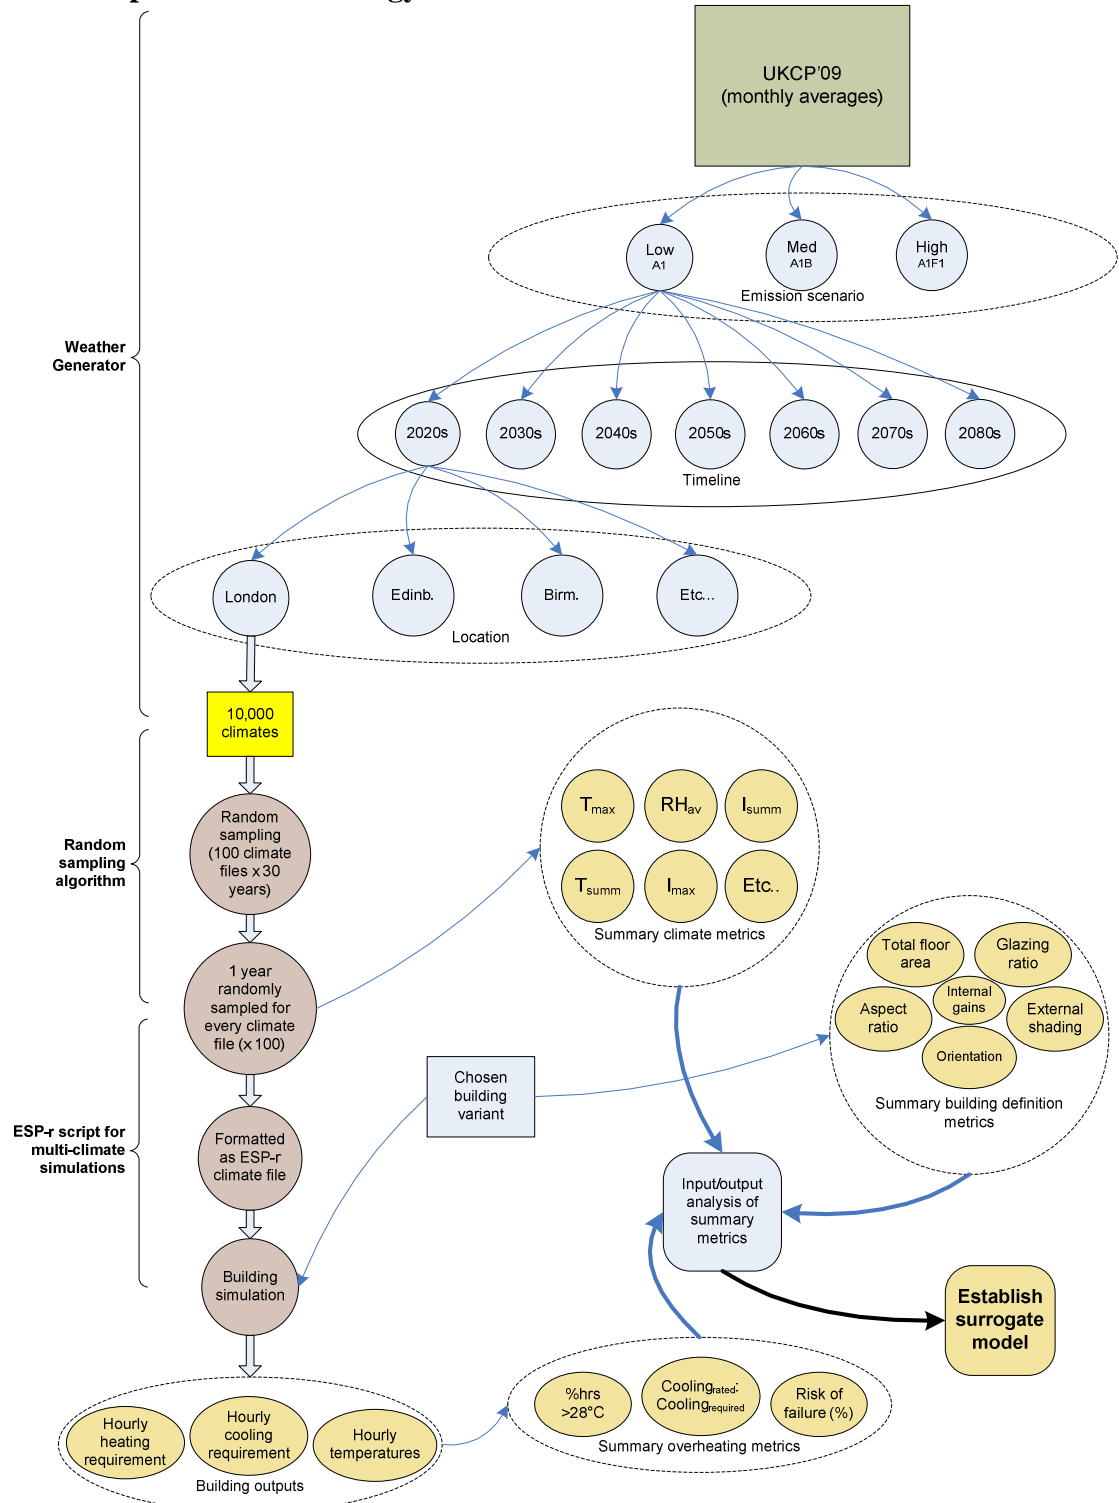 UKCP'09
(monthly averages)
Low
A1
Med
A1B
High
A1F1
Emission scenario
Weather
Generator
2020s
2030s
2040s
2050s
2060s
2070s
2080s
Timeline
London
Edinb.
Birm.
Etc...
Location
10,000
climates
Random
sampling
algorithm
Random
sampling
(100 climate
files x 30
years)
Tmax
RHav
Isumm
Tsumm
Imax
Etc..
Summary climate metrics
1 year
randomly
sampled for
every climate
file (x 100)
Total floor
area
Glazing
ratio
Aspect
ratio
Internal
gains
External
shading
Orientation
Summary building definition
metrics
Chosen
building
variant
ESP-r script for
multi-climate
simulations
Formatted
as ESP-r
climate file
Input/output
analysis of
summary
metrics
Building
simulation
Establish
surrogate
model
%hrs
>28°C
Coolingrated:
Coolingrequired
Risk of
failure (%)
Summary overheating metrics
Hourly
heating
requirement
Hourly
cooling
requirement
Hourly
temperatures
Building outputs